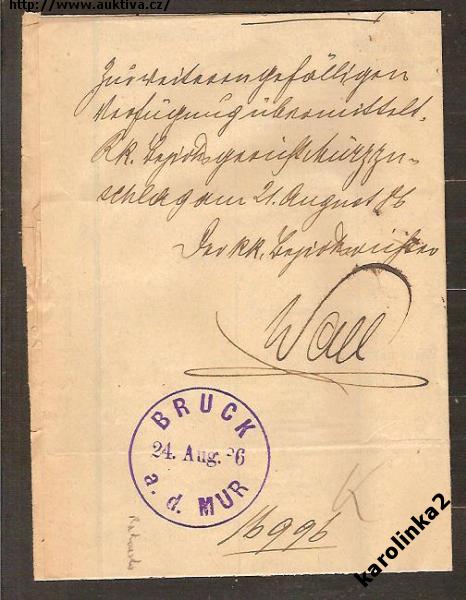 http://www.auktiva.cz/
Zur weiteren gefälligen
Verfügung übermittelt.
K.k. Bezirksgericht Mürzzu-
schlag am 21. August 86
Der k.k. Bezirksrichter
Wall
BRUCK
24. Aug. 86
a. d. MUR
16996
K
karolinka2